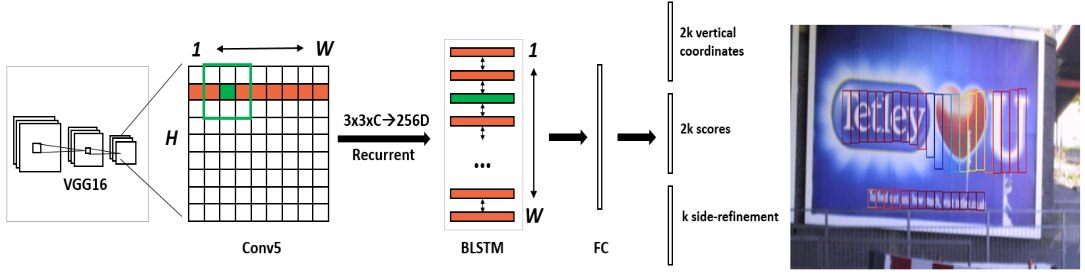 VGG16
1
W
H
Conv5
3x3xC→256D
Recurrent
1
...
W
BLSTM
FC
2k vertical
coordinates
2k scores
k side-refinement
Tetley
U